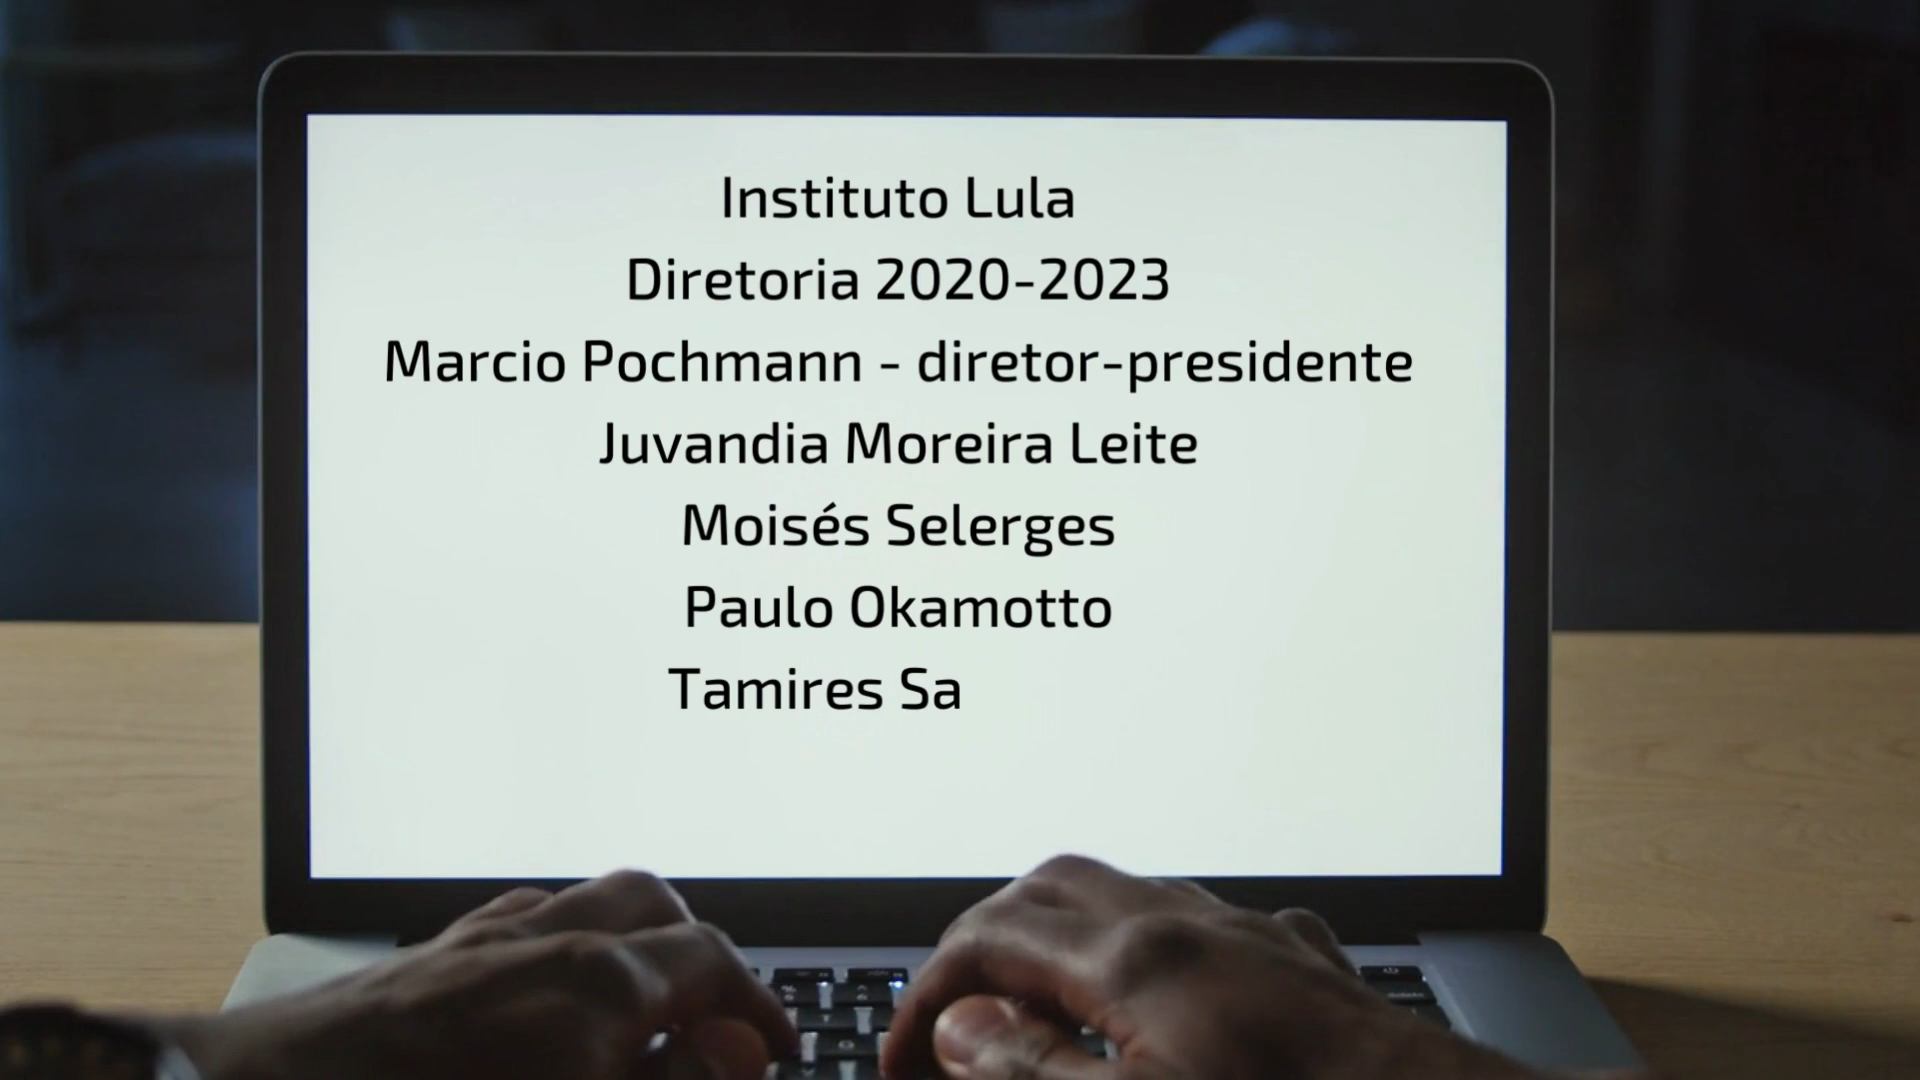 Instituto Lula
Diretoria 2020-2023
Marcio Pochmann - diretor-presidente
Juvandia Moreira Leite
Moisés Selerges
Paulo Okamotto
Tamires Sa